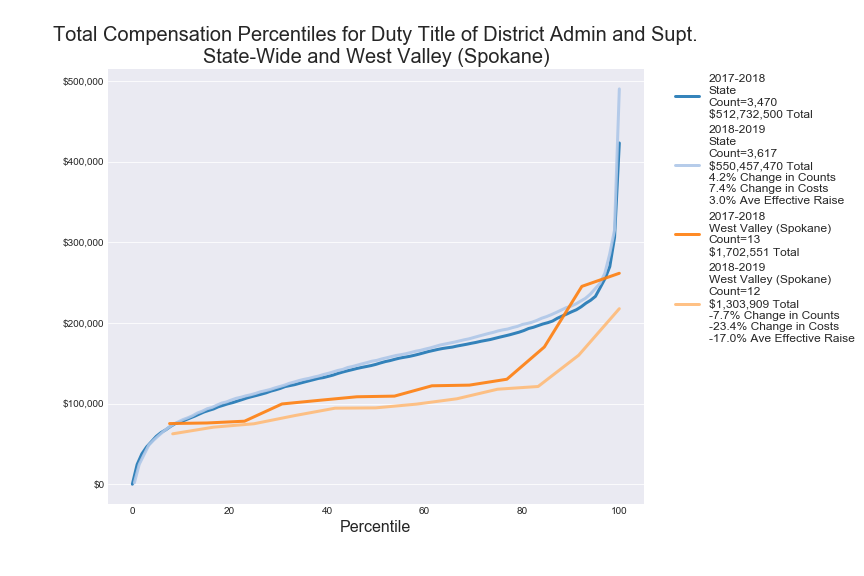 Total Compensation Percentiles for Duty Title of District Admin and Supt.
State-Wide and West Valley (Spokane)
$500,000
$400,000
$300,000
$200,000
$100,000
$0
0
20
40
60
80
100
Percentile
2017-2018
State
Count=3,470
$512,732,500 Total
2018-2019
State
Count=3,617
$550,457,470 Total
4.2% Change in Counts
7.4% Change in Costs
3.0% Ave Effective Raise
2017-2018
West Valley (Spokane)
Count=13
$1,702,551 Total
2018-2019
West Valley (Spokane)
Count=12
$1,303,909 Total
-7.7% Change in Counts
-23.4% Change in Costs
-17.0% Ave Effective Raise